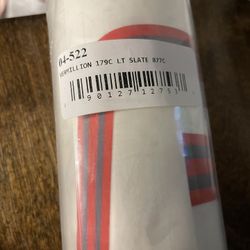 04-522
VERMILLION 179C LT SLATE 877C
90127 12753